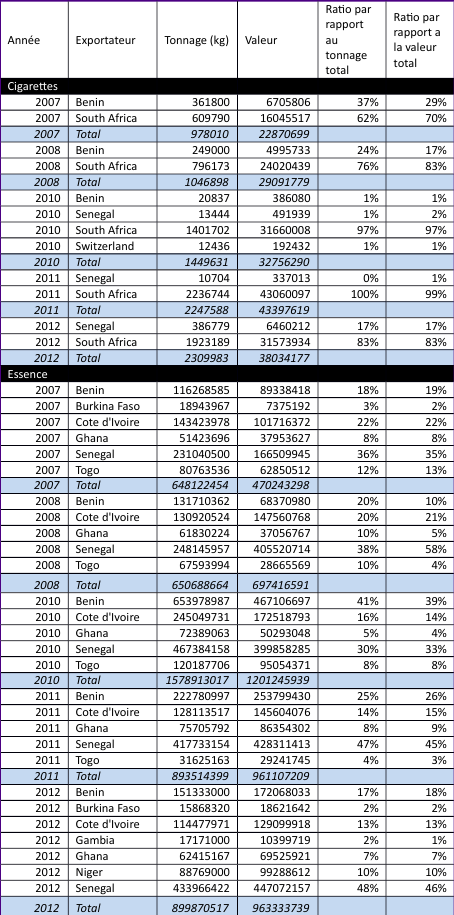 Année Exportateur Tonnage (kg) Valeur Ratio par rapport au tonnage total Ratio par rapport a la valeur total
Cigarettes
2007 Benin 361800 6705806 37% 29%
2007 South Africa 609790 16045517 62% 70%
2007 Total 978010 22870699
2008 Benin 249000 4995733 24% 17%
2008 South Africa 796173 24020439 76% 83%
2008 Total 1046898 29091779
2010 Benin 20837 386080 1% 1%
2010 Senegal 13444 491939 1% 2%
2010 South Africa 1401702 31660008 97% 97%
2010 Switzerland 12436 192432 1% 1%
2010 Total 1449631 32756290
2011 Senegal 10704 337013 0% 1%
2011 South Africa 2236744 43060097 100% 99%
2011 Total 2247588 43397619
2012 Senegal 386779 6460212 17% 17%
2012 South Africa 1923189 31573934 83% 83%
2012 Total 2309983 38034177
Essence
2007 Benin 116268585 89338418 18% 19%
2007 Burkina Faso 18943967 7375192 3% 2%
2007 Cote d'Ivoire 143423978 101716372 22% 22%
2007 Ghana 51423696 37953627 8% 8%
2007 Senegal 231040500 166509945 36% 35%
2007 Togo 80763536 62850512 12% 13%
2007 Total 648122454 470243298
2008 Benin 131710362 68370980 20% 10%
2008 Cote d'Ivoire 130920524 147560768 20% 21%
2008 Ghana 61830224 37056767 10% 5%
2008 Senegal 248145957 405520714 38% 58%
2008 Togo 67593994 28665569 10% 4%
2008 Total 650688664 697416591
2010 Benin 653978987 467106697 41% 39%
2010 Cote d'Ivoire 245049731 172518793 16% 14%
2010 Ghana 72389063 50293048 5% 4%
2010 Senegal 467384158 399858285 30% 33%
2010 Togo 120187706 95054371 8% 8%
2010 Total 1578913017 1201245939
2011 Benin 222780997 253799430 25% 26%
2011 Cote d'Ivoire 128113517 145604076 14% 15%
2011 Ghana 75705792 86354302 8% 9%
2011 Senegal 417733154 428311413 47% 45%
2011 Togo 31625163 29241745 4% 3%
2011 Total 893514399 961107209
2012 Benin 151333000 172068033 17% 18%
2012 Burkina Faso 15868320 18621642 2% 2%
2012 Cote d'Ivoire 114477971 129099918 13% 13%
2012 Gambia 17171000 10399719 2% 1%
2012 Ghana 62415167 69525921 7% 7%
2012 Niger 88769000 99288612 10% 10%
2012 Senegal 433966422 447072157 48% 46%
2012 Total 899870517 963333739